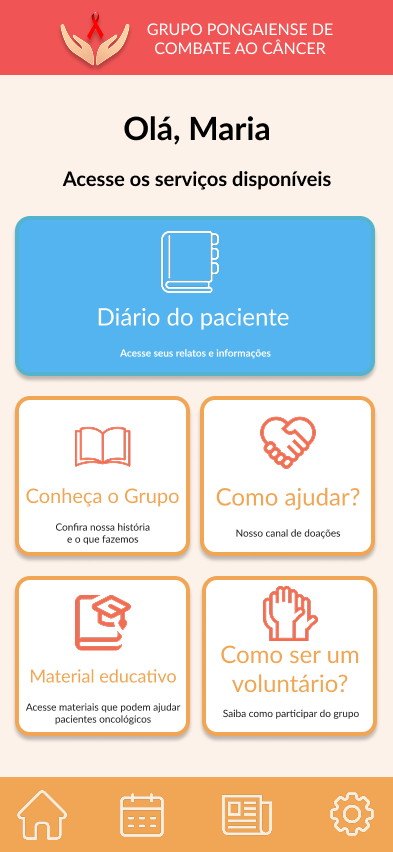 GRUPO PONGAIENSE DE
COMBATE AO CÂNCER
Olá, Maria
Acesse os serviços disponíveis
Diário do paciente
Acesse seus relatos e informações
Conheça o Grupo
Confira nossa história
e o que fazemos
Como ajudar?
Nosso canal de doações
Material educativo
Acesse materiais que podem ajudar
pacientes oncológicos
Como ser um
voluntário?
Saiba como participar do grupo